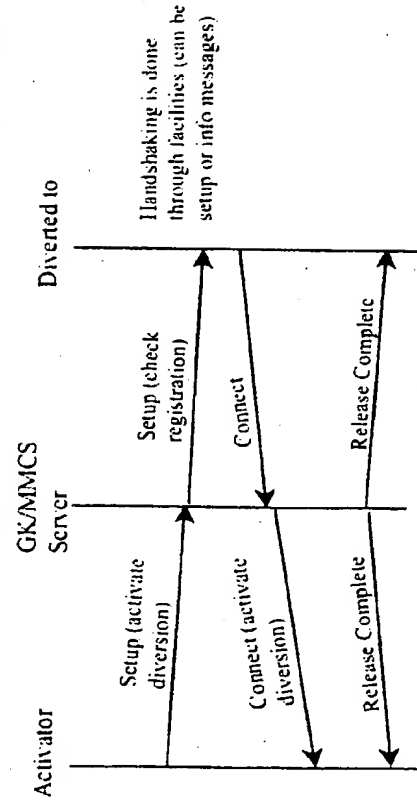 Activator
GK/MMCS
Server
Diverted to
Setup (activate
diversion)
Setup (check
registration)
Connect
Connect (activate
diversion)
Release Complete
Release Complete
Handshaking is done
through facilities (can be
setup or info messages)